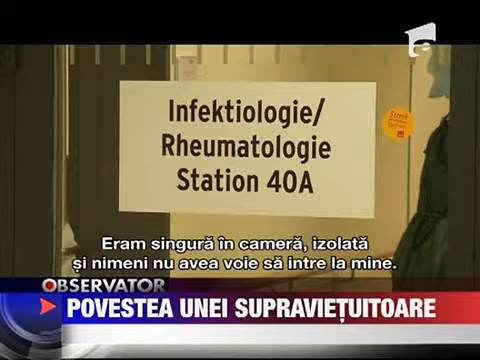 Infektiologie/
Rheumatologie
Station 40A
Streik
Eram singură în cameră, izolată
și nimeni nu avea voie să intre la mine.
OBSERVATOR
POVESTEA UNEI SUPRAVIEȚUITOARE